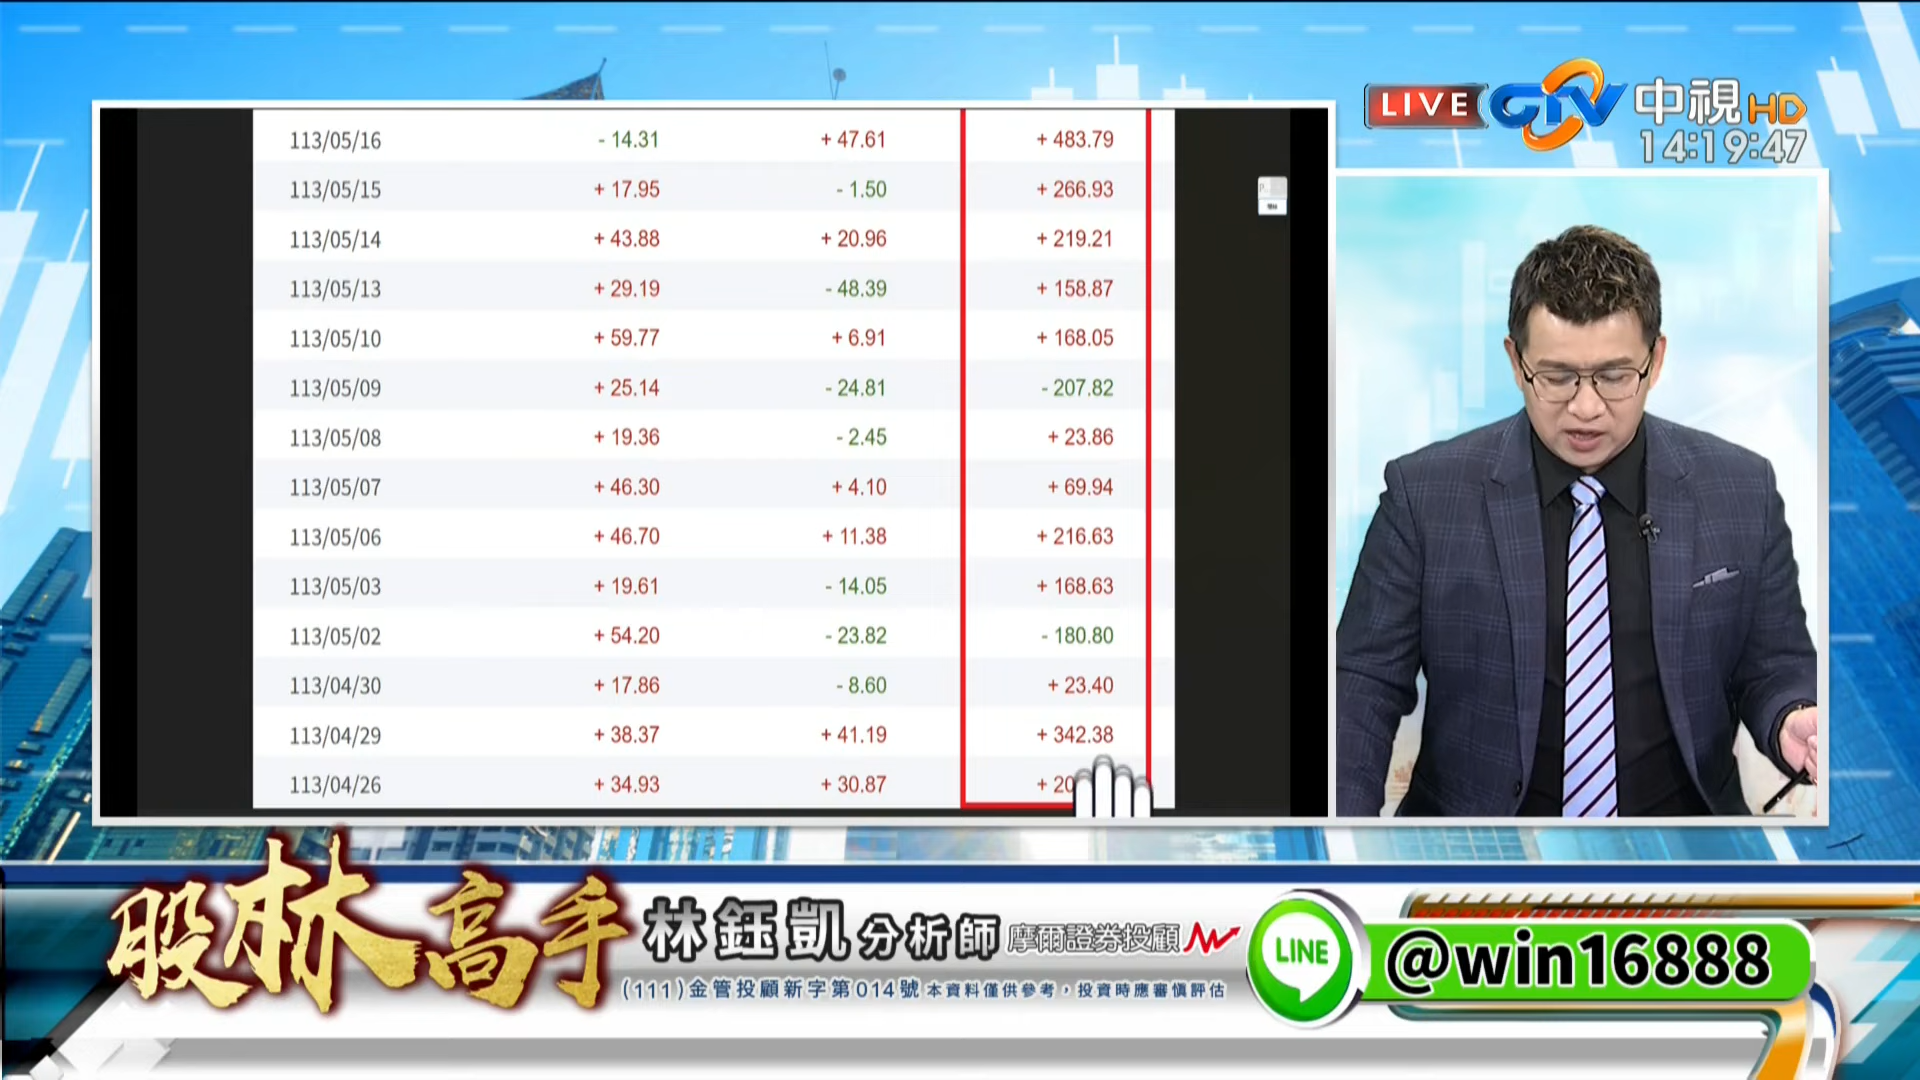 LIVE CTV 中視 HD
14:19:47
113/05/16 - 14.31 + 47.61 + 483.79
113/05/15 + 17.95 - 1.50 + 266.93
113/05/14 + 43.88 + 20.96 + 219.21
113/05/13 + 29.19 - 48.39 + 158.87
113/05/10 + 59.77 + 6.91 + 168.05
113/05/09 + 25.14 - 24.81 - 207.82
113/05/08 + 19.36 - 2.45 + 23.86
113/05/07 + 46.30 + 4.10 + 69.94
113/05/06 + 46.70 + 11.38 + 216.63
113/05/03 + 19.61 - 14.05 + 168.63
113/05/02 + 54.20 - 23.82 - 180.80
113/04/30 + 17.86 - 8.60 + 23.40
113/04/29 + 38.37 + 41.19 + 342.38
113/04/26 + 34.93 + 30.87 + 20
股林高手 林鈺凱 分析師 摩爾證券投顧
(111)金管投顧新字第014號 本資料僅供參考，投資時應審慎評估
LINE @win16888